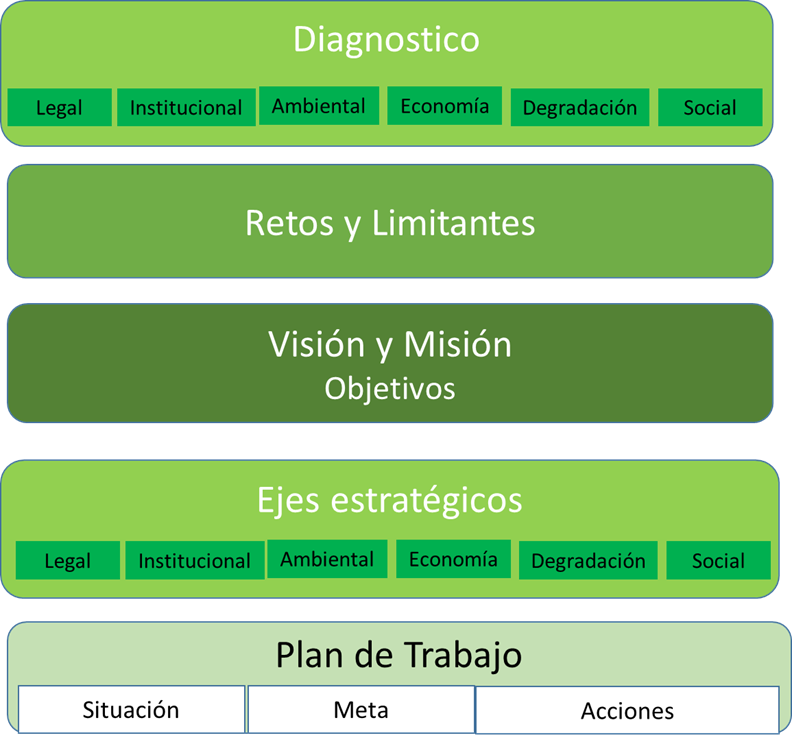 Diagnostico
Legal Institucional Ambiental Economía Degradación Social
Retos y Limitantes
Visión y Misión
Objetivos
Ejes estratégicos
Legal Institucional Ambiental Economía Degradación Social
Plan de Trabajo
Situación Meta Acciones